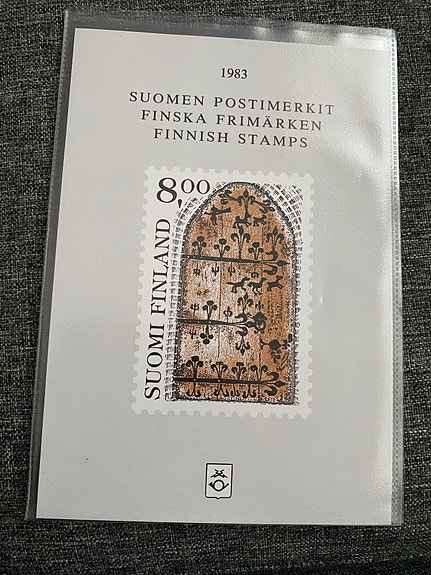 1983
SUOMEN POSTIMERKIT
FINSKA FRIMÄRKEN
FINNISH STAMPS
8,00
SUOMI FINLAND